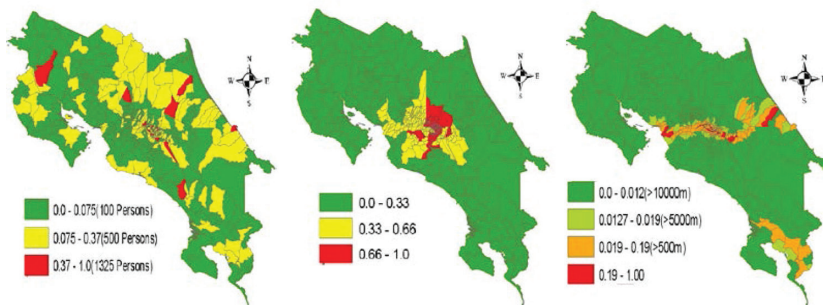 N
W E
S
0.0 - 0.075(100 Persons)
0.075 - 0.37(500 Persons)
0.37 - 1.0(1325 Persons)
N
W E
S
0.0 - 0.33
0.33 - 0.66
0.66 - 1.0
N
W E
S
0.0 - 0.012(>10000m)
0.0127 - 0.019(>5000m)
0.019 - 0.19(>500m)
0.19 - 1.00